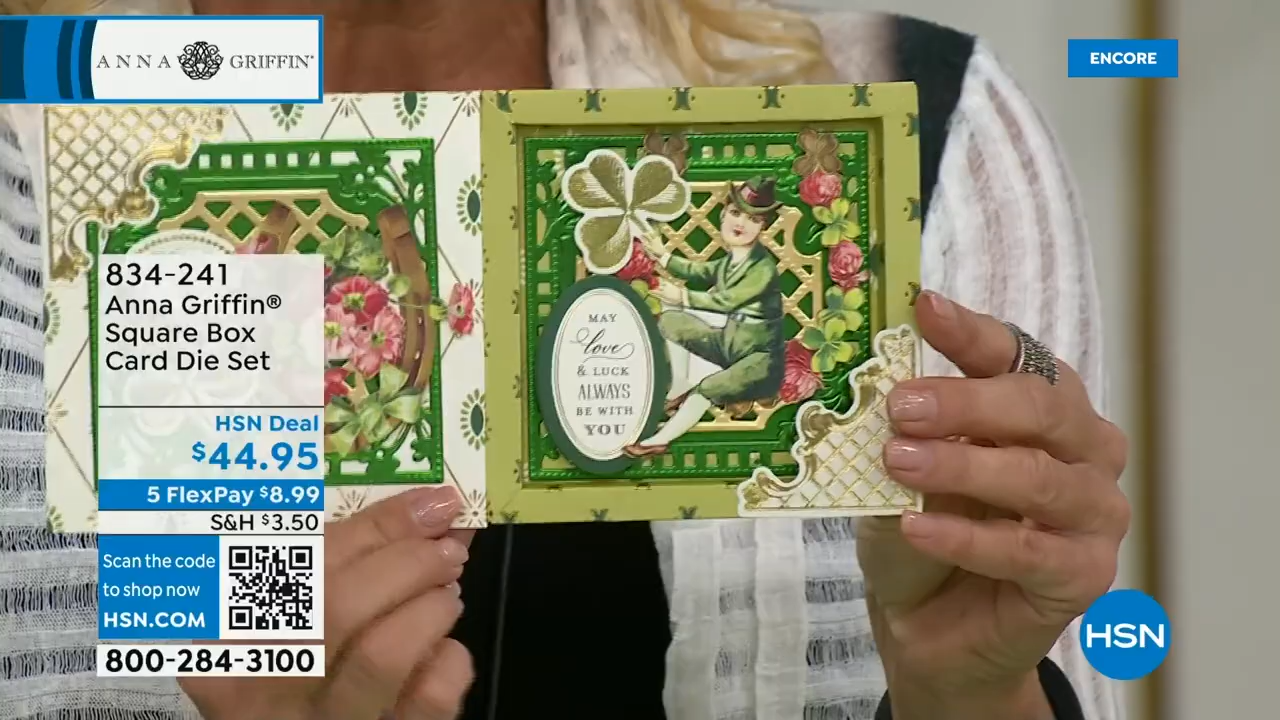 ANNA GRIFFIN
ENCORE
834-241
Anna Griffin®
Square Box
Card Die Set
HSN Deal
$44.95
5 FlexPay $8.99
S&H $3.50
Scan the code
to shop now
HSN.COM
800-284-3100
MAY
love
& LUCK
ALWAYS
BE WITH
YOU
HSN